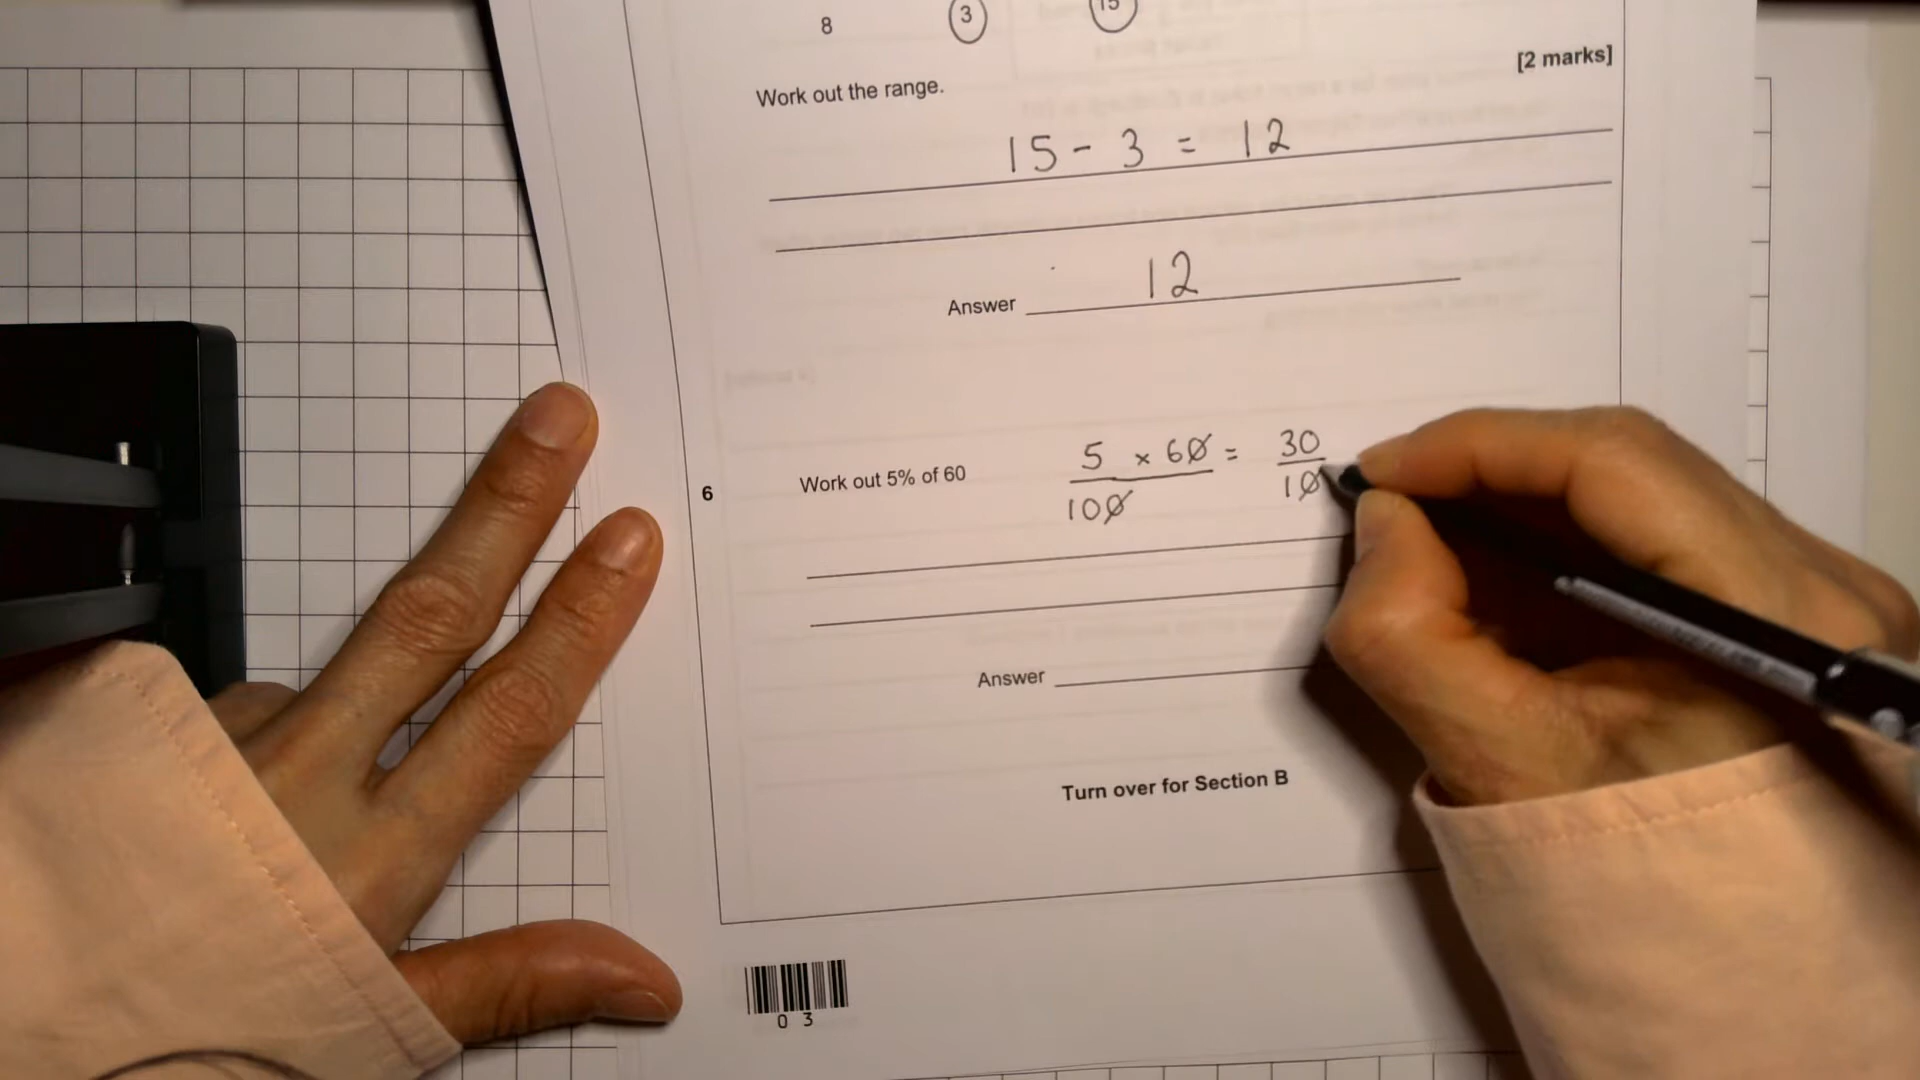 8 3 15
[2 marks]
Work out the range.
15 - 3 = 12
Answer 12
6 Work out 5% of 60
5 × 60 = 30
100 10
Answer
Turn over for Section B
0 3